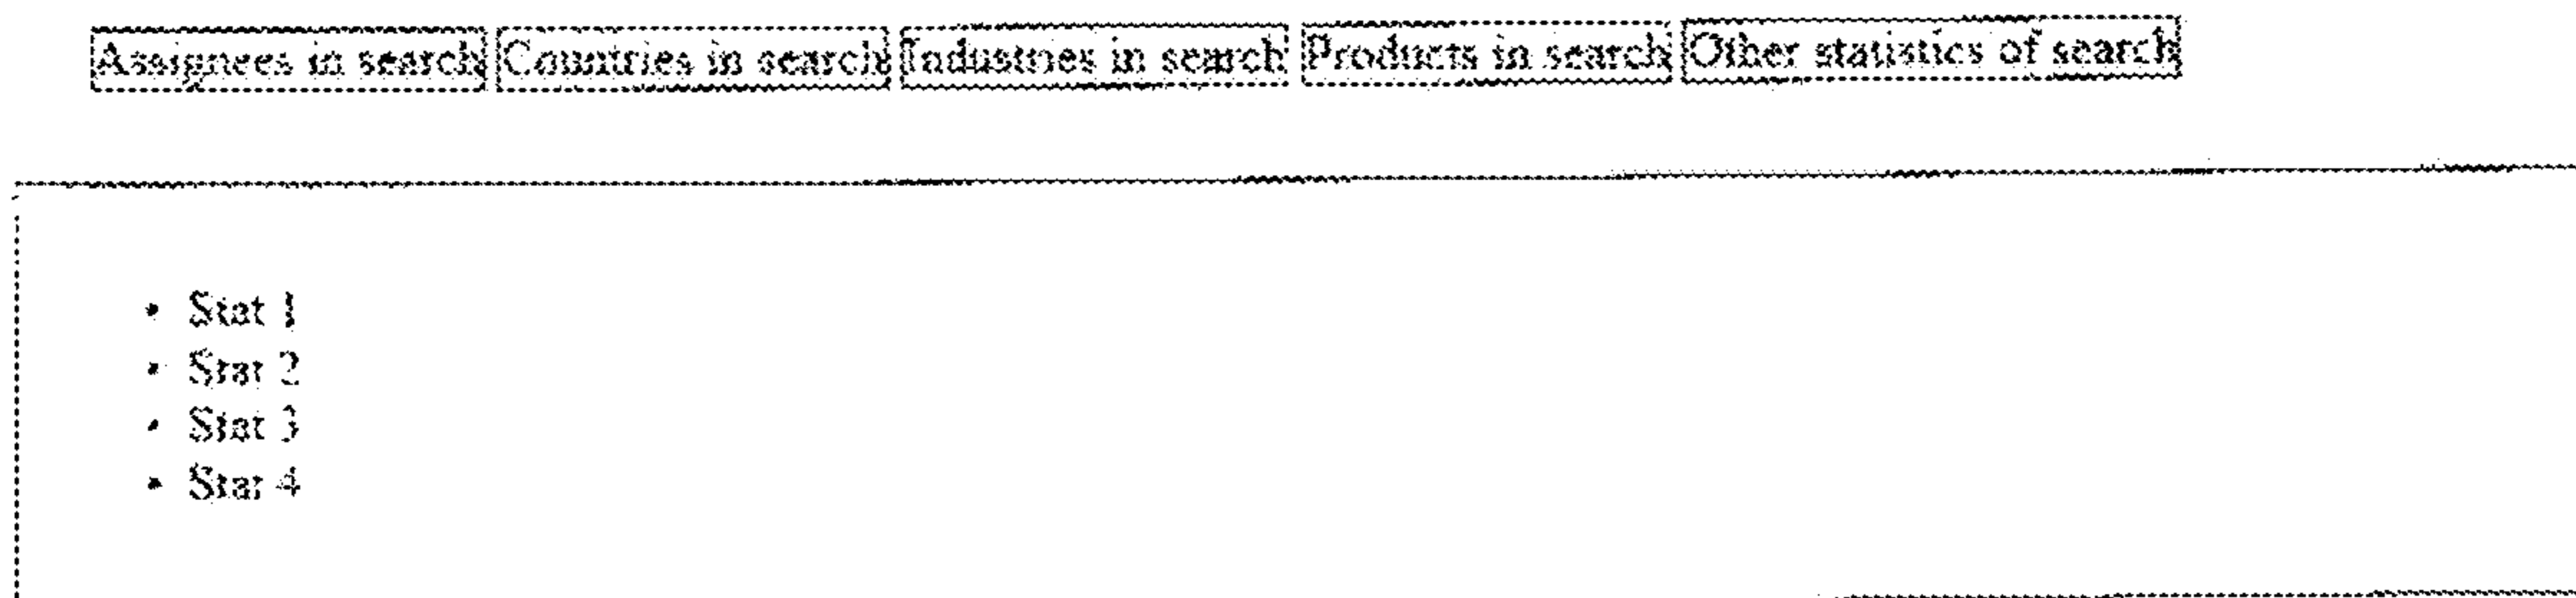 Assignees in search Countries in search Industries in search Products in search Other statistics of search
• Stat 1
• Stat 2
• Stat 3
• Stat 4